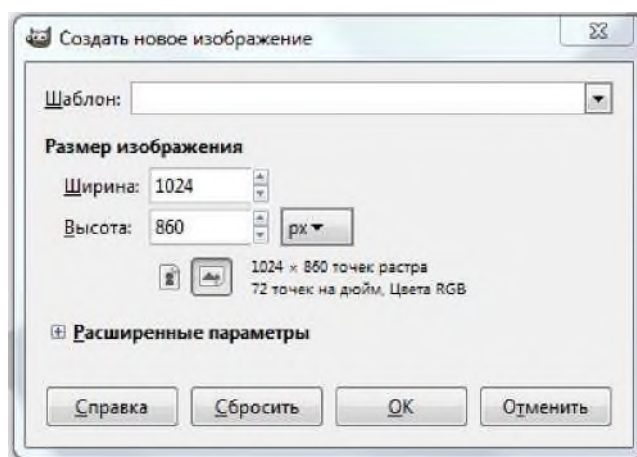 Создать новое изображение
Шаблон:
Размер изображения
Ширина: 1024
Высота: 860 px
1024 × 860 точек растра
72 точек на дюйм, Цвета RGB
Расширенные параметры
Справка Сбросить OK Отменить